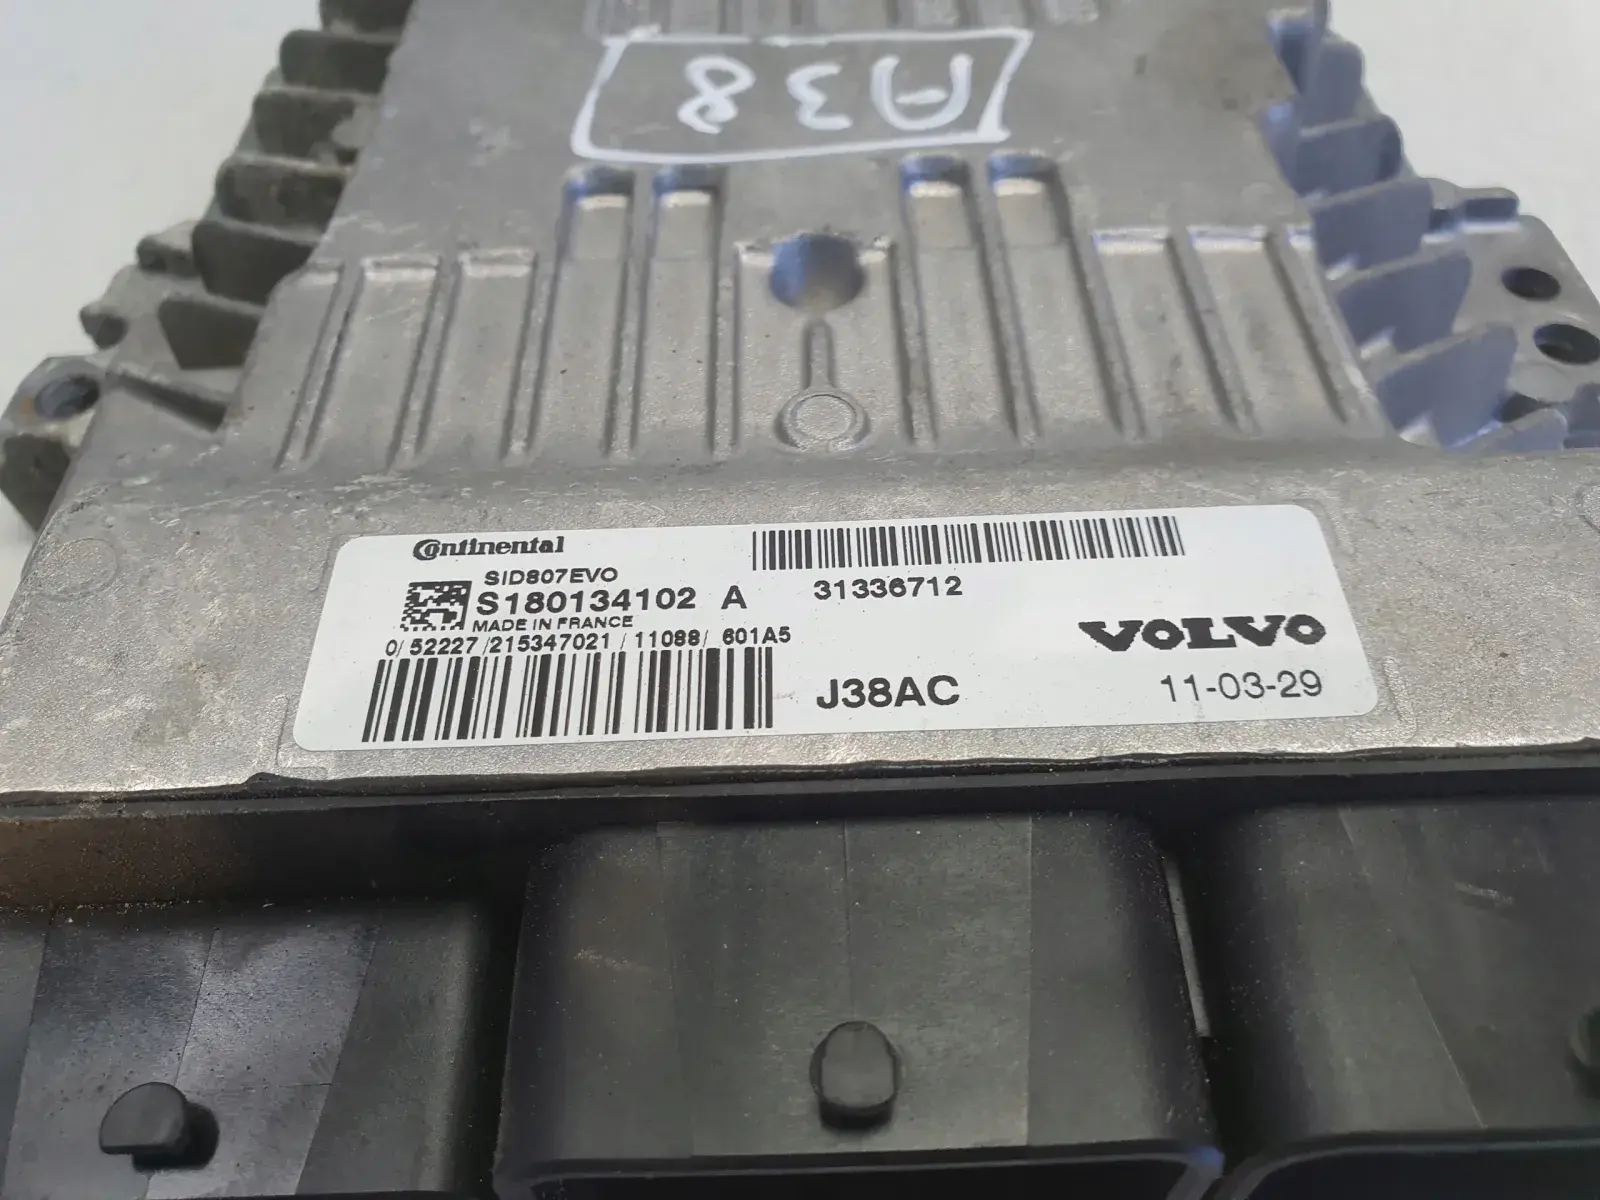 A38
Continental
SID807EVO
S180134102 A
MADE IN FRANCE
0/ 52227 /215347021 / 11088/ 601A5
31336712
VOLVO
J38AC
11-03-29